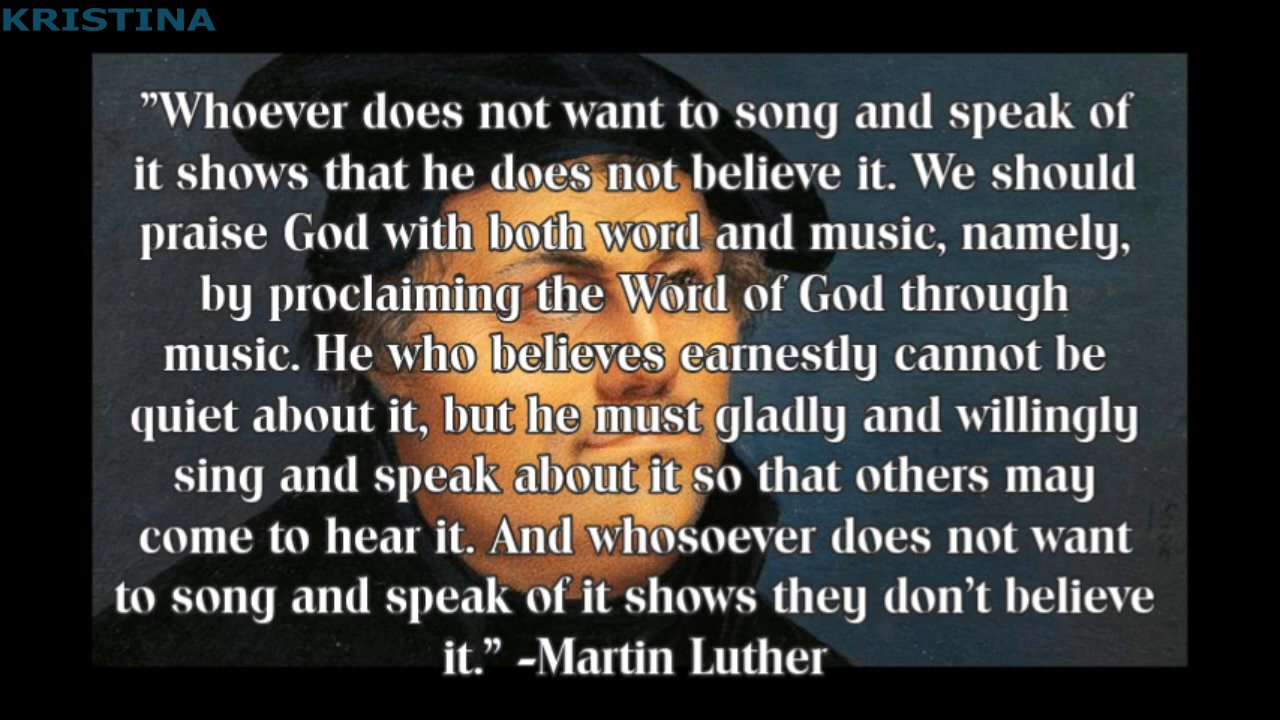 KRISTINA
”Whoever does not want to song and speak of
it shows that he does not believe it. We should
praise God with both word and music, namely,
by proclaiming the Word of God through
music. He who believes earnestly cannot be
quiet about it, but he must gladly and willingly
sing and speak about it so that others may
come to hear it. And whosoever does not want
to song and speak of it shows they don’t believe
it.” -Martin Luther